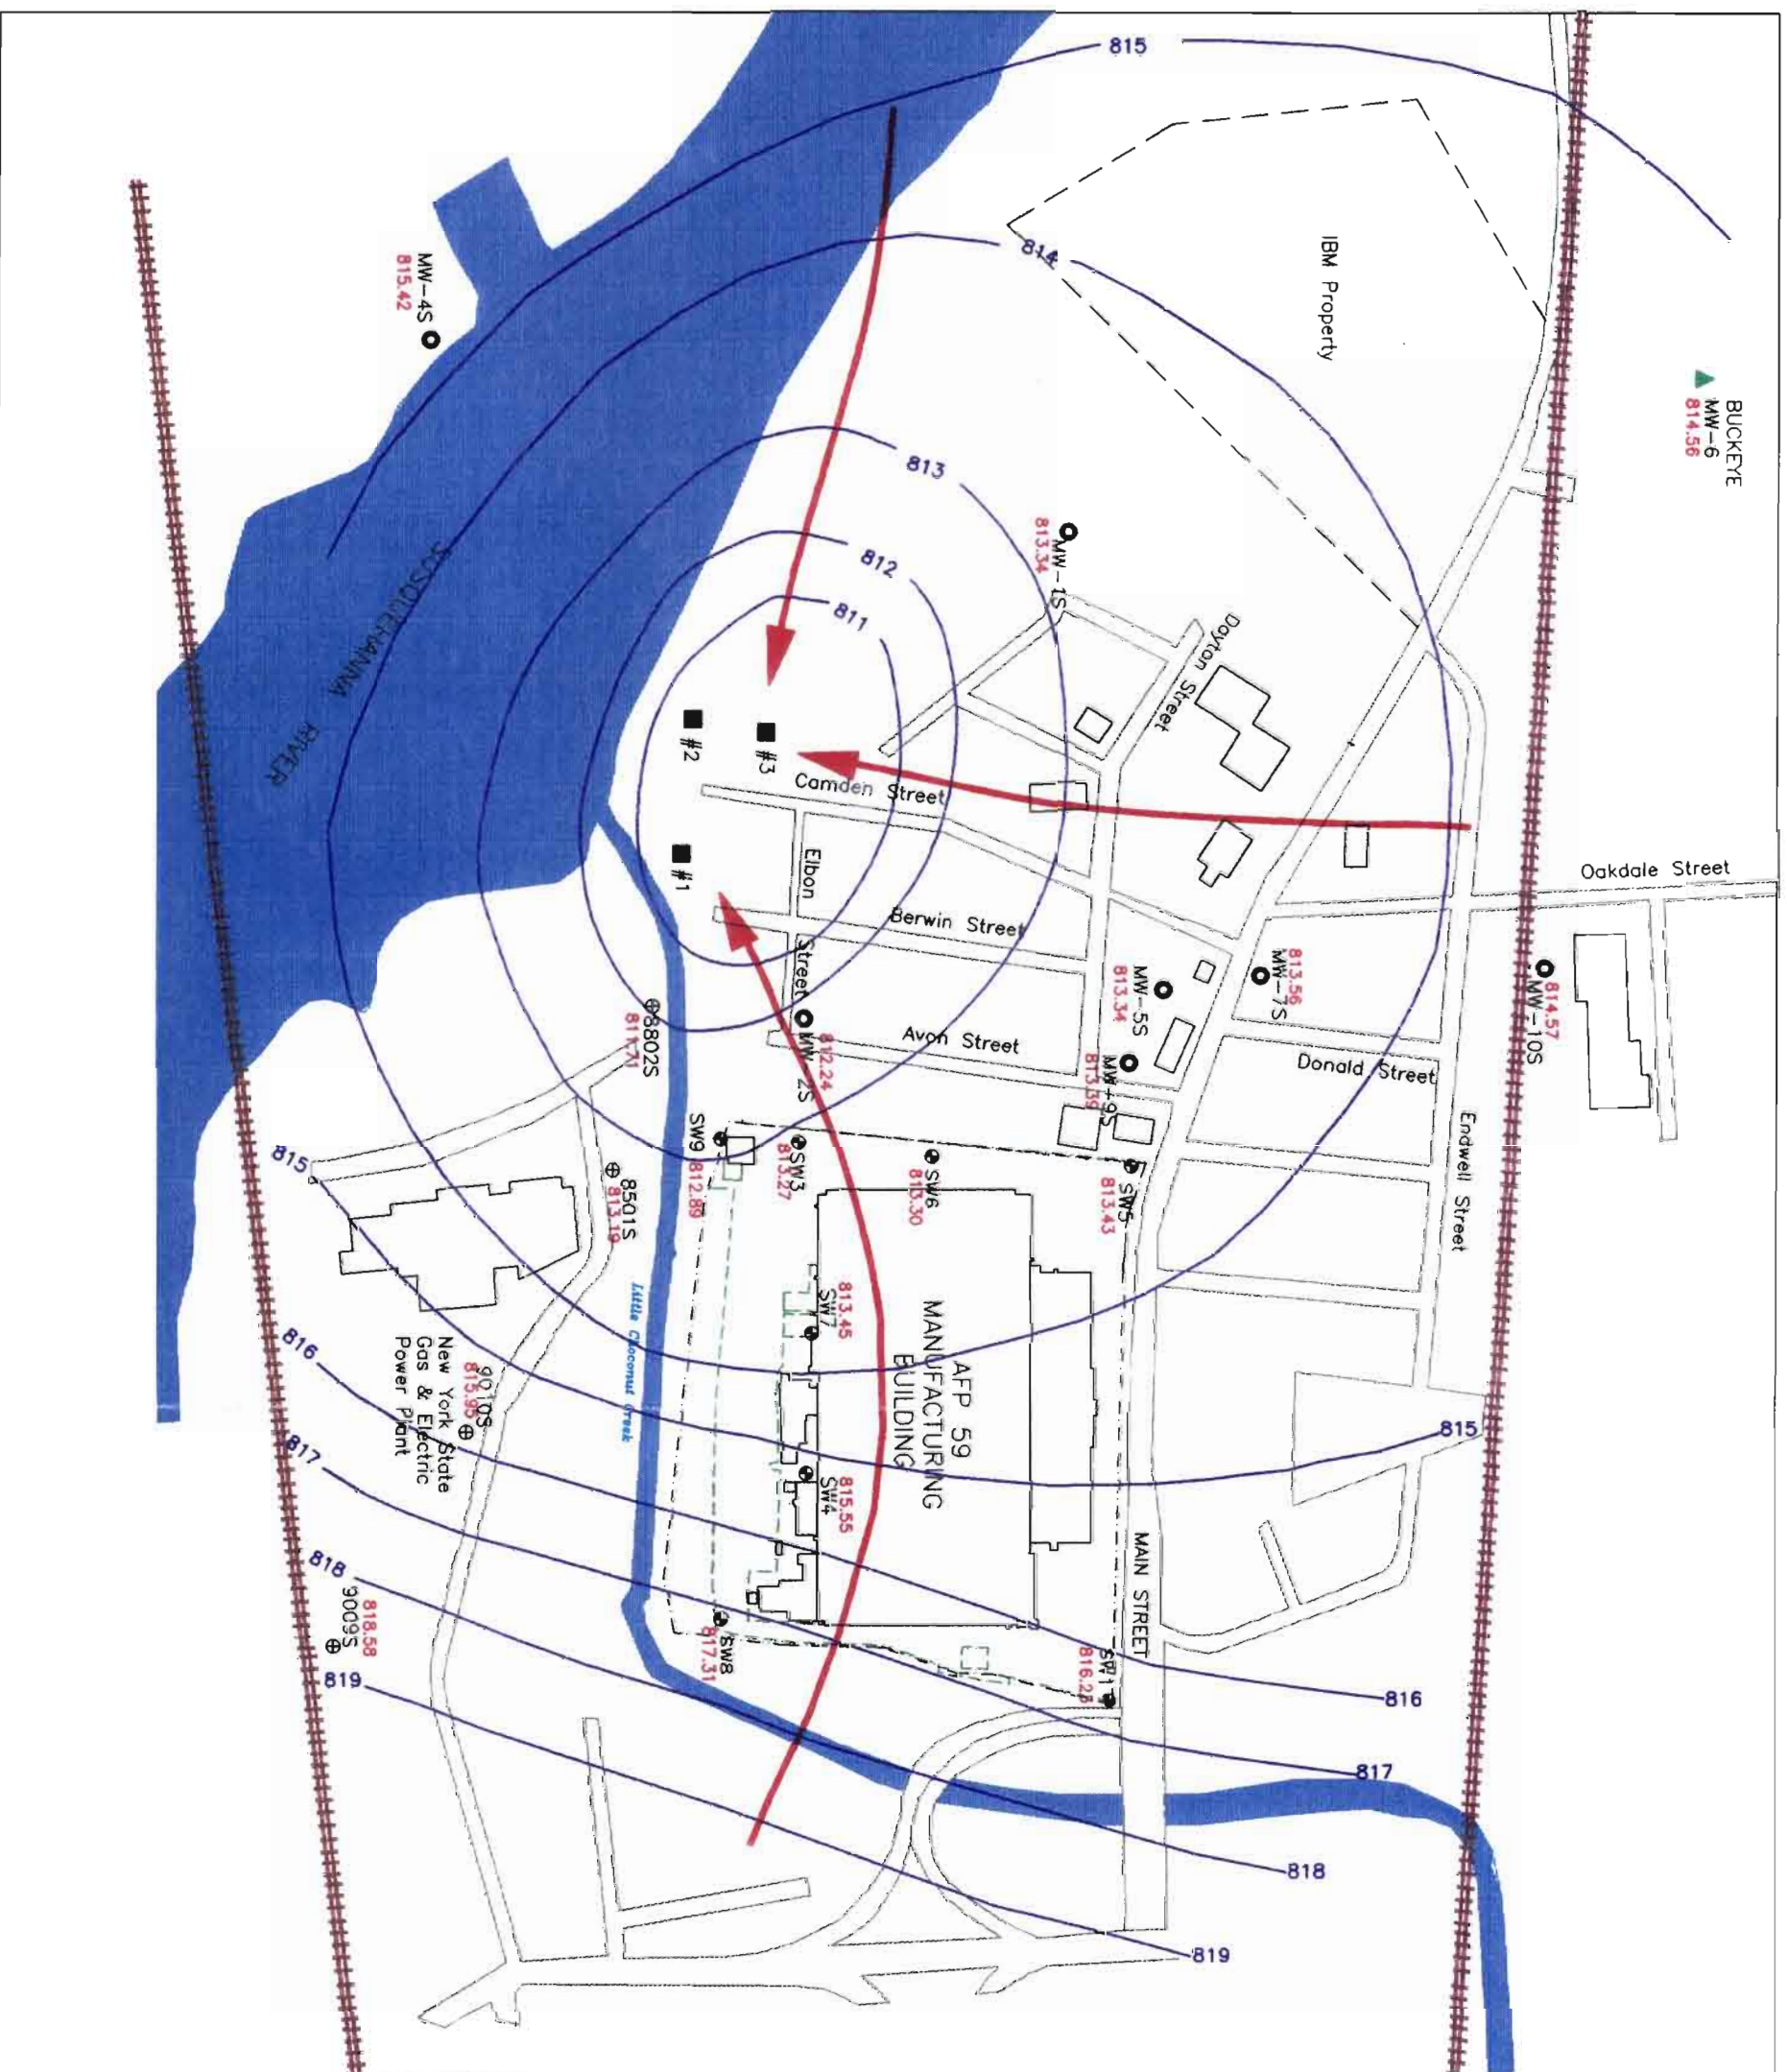 815
BUCKEYE
MW-6
814.56
IBM Property
814
MW-4S
815.42
813
812
811
MW-1S
813.34
Dayton Street
SUSQUEHANNA
RIVER
#2
#3
#1
Camden Street
Elbon
Street
Berwin Street
Avon Street
Oakdale Street
Donald Street
Endwell Street
814.57
MW-10S
813.56
MW-7S
MW-5S
813.34
MW-9S
812.24
MW-2S
8802S
811.71
SW9
812.89
SW3
813.27
SW6
813.30
SW5
813.43
8501S
813.19
Little Choconut Creek
813.45
SW7
AFP 59
MANUFACTURING
BUILDING
815.55
SW4
MAIN STREET
New York State
Gas & Electric
Power Plant
9010S
815.95
SW8
817.31
SW1
818.58
9009S
815
816
817
818
819
815
816
817
818
819